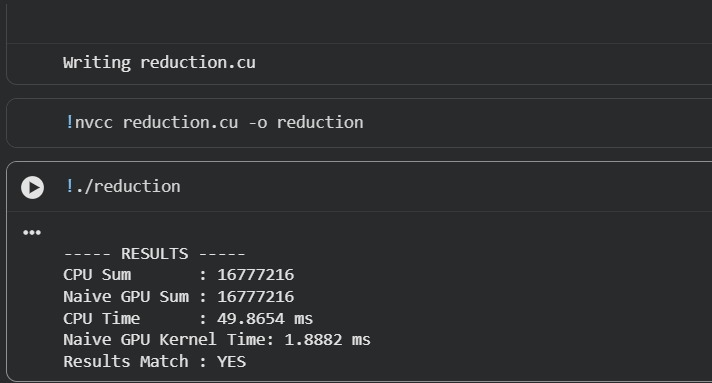 Writing reduction.cu
!nvcc reduction.cu -o reduction
!./reduction
----- RESULTS -----
CPU Sum       : 16777216
Naive GPU Sum : 16777216
CPU Time      : 49.8654 ms
Naive GPU Kernel Time: 1.8882 ms
Results Match : YES